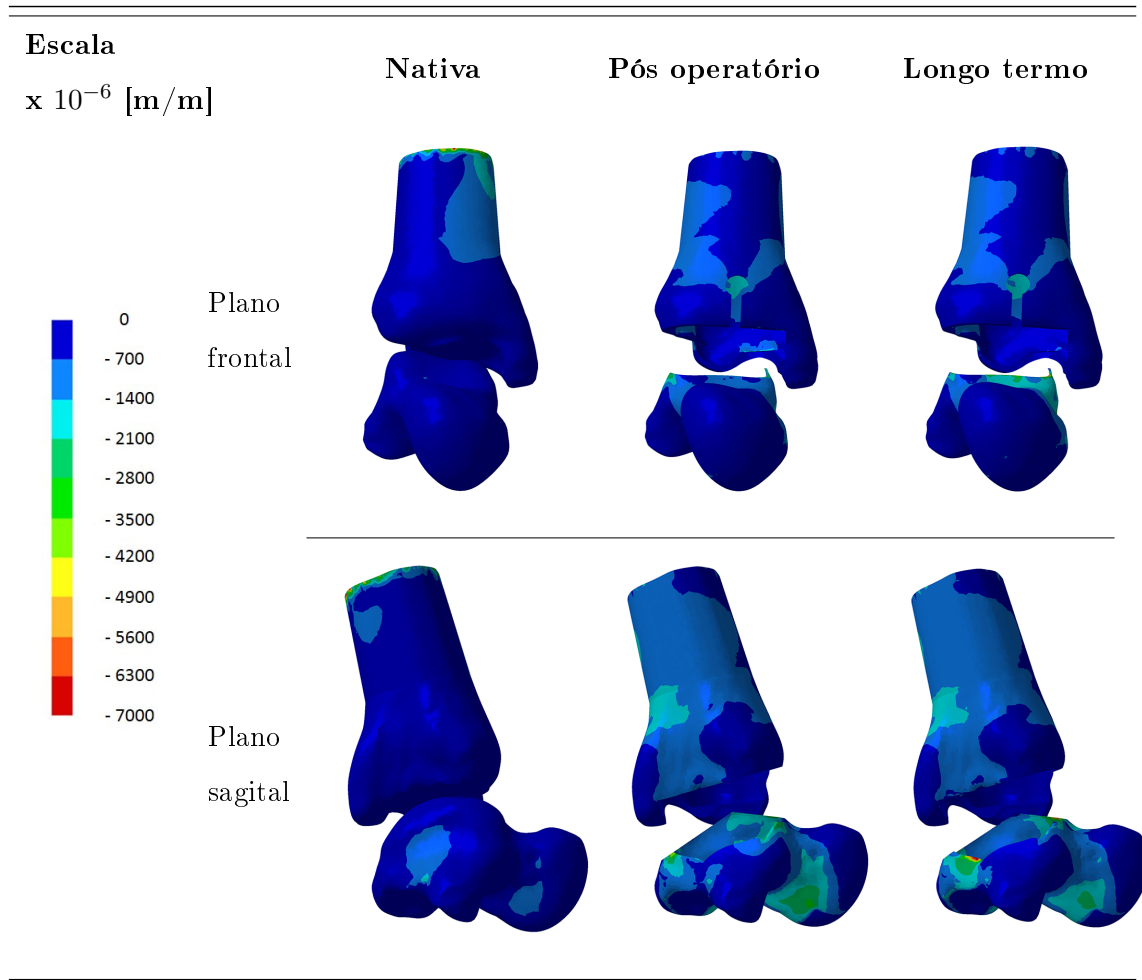 Escala
x 10⁻⁶ [m/m]
Nativa
Pós operatório
Longo termo
Plano
frontal
0
- 700
- 1400
- 2100
- 2800
- 3500
- 4200
- 4900
- 5600
- 6300
- 7000
Plano
sagital